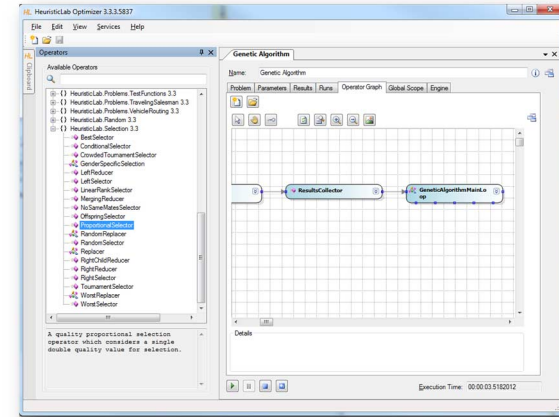 HL HeuristicLab Optimizer 3.3.3.5837
File Edit View Services Help
Clipboard
Operators
Available Operators
{} HeuristicLab.Problems.TestFunctions 3.3
{} HeuristicLab.Problems.TravelingSalesman 3.3
{} HeuristicLab.Problems.VehicleRouting 3.3
{} HeuristicLab.Random 3.3
{} HeuristicLab.Selection 3.3
BestSelector
ConditionalSelector
CrowdedTournamentSelector
GenderSpecificSelection
LeftReducer
LeftSelector
LinearRankSelector
MergingReducer
NoSameMatesSelector
OffspringSelector
ProportionalSelector
RandomReplacer
RandomSelector
Replacer
RightChildReducer
RightReducer
RightSelector
TournamentSelector
WorstReplacer
WorstSelector
A quality proportional selection
operator which considers a single
double quality value for selection.
Genetic Algorithm
Name: Genetic Algorithm
Problem Parameters Results Runs Operator Graph Global Scope Engine
ResultsCollector
GeneticAlgorithmMainLo
op
Details
Execution Time: 00:00:03.5182012